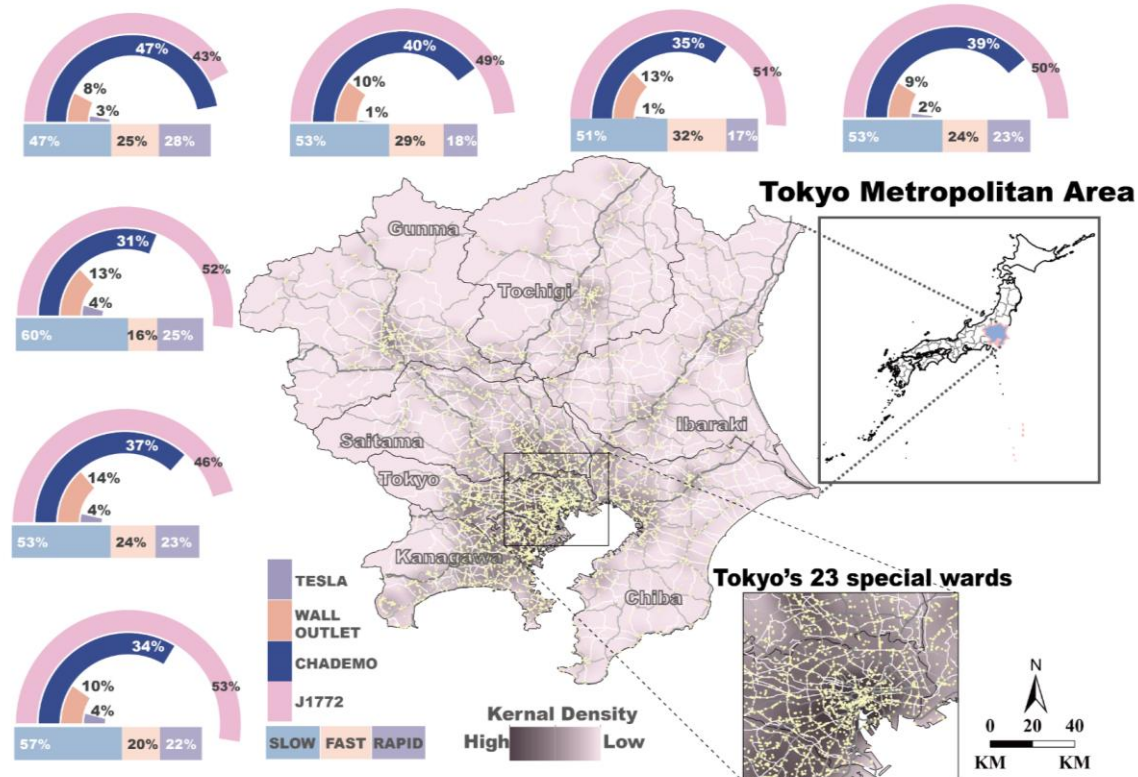 47%
43%
8%
3%
47% 25% 28%
40%
49%
10%
1%
53% 29% 18%
35%
51%
13%
1%
51% 32% 17%
39%
50%
9%
2%
53% 24% 23%
31%
52%
13%
4%
60% 16% 25%
37%
46%
14%
4%
53% 24% 23%
34%
53%
10%
4%
57% 20% 22%
Tokyo Metropolitan Area
Gunma
Tochigi
Ibaraki
Saitama
Tokyo
Kanagawa
Chiba
TESLA
WALL
OUTLET
CHADEMO
J1772
SLOW FAST RAPID
Kernal Density
High Low
Tokyo's 23 special wards
N
0 20 40
KM KM